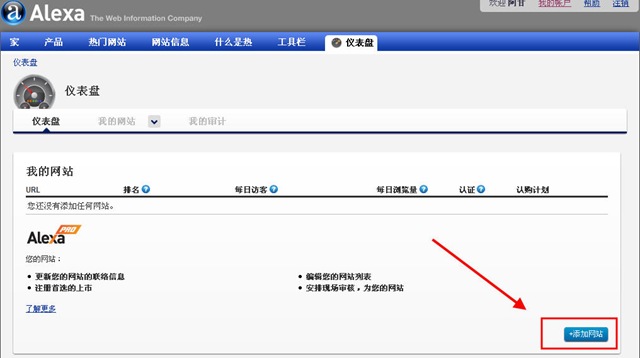 Alexa The Web Information Company
欢迎 阿甘 我的帐户 帮助 注销
家 产品 热门网站 网站信息 什么是热 工具栏 仪表盘
仪表盘
仪表盘
仪表盘 我的网站 我的审计
我的网站
URL 排名 ? 每日访客 ? 每日浏览量 ? 认证 ? 认购计划
您还没有添加任何网站。
Alexa PRO
您的网站：
• 更新您的网站的联络信息 • 编辑您的网站列表
• 注册首选的上市 • 安排现场审核，为您的网站
了解更多
+添加网站